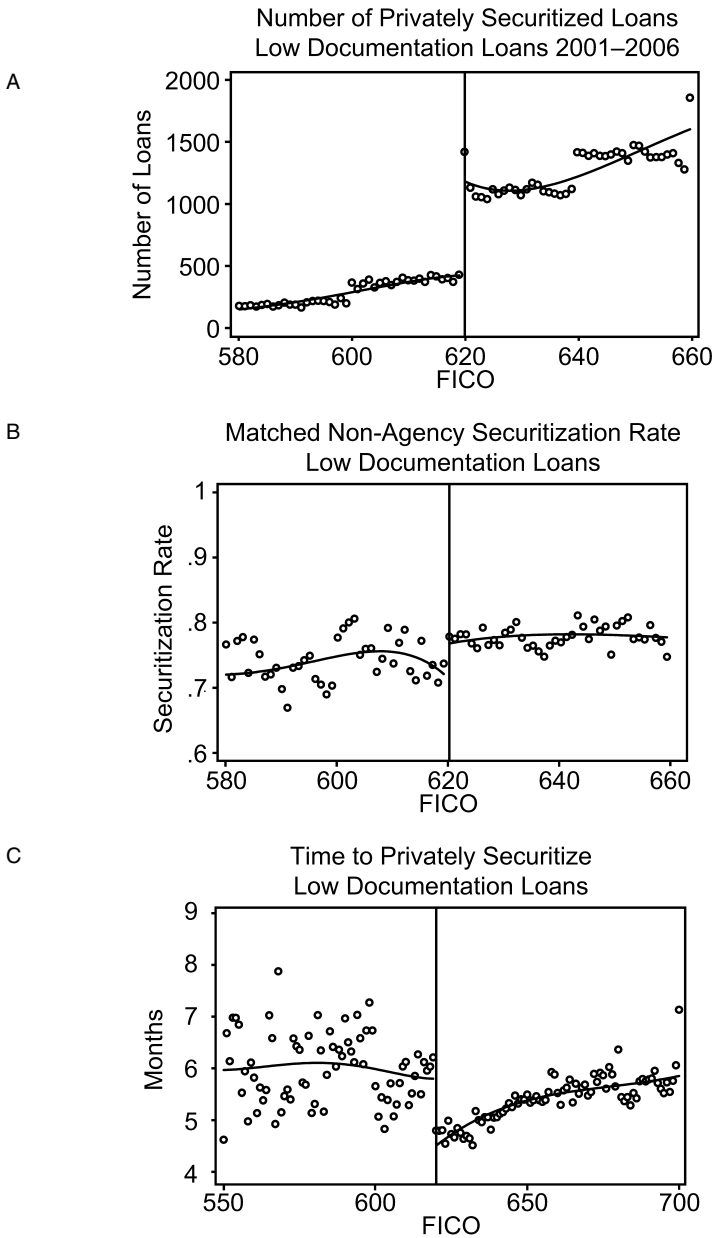 Number of Privately Securitized Loans
Low Documentation Loans 2001–2006
A
2000
1500
1000
500
0
Number of Loans
580 600 620 640 660
FICO
B
Matched Non-Agency Securitization Rate
Low Documentation Loans
1
.9
.8
.7
.6
Securitization Rate
580 600 620 640 660
FICO
C
Time to Privately Securitize
Low Documentation Loans
9
8
7
6
5
4
Months
550 600 650 700
FICO